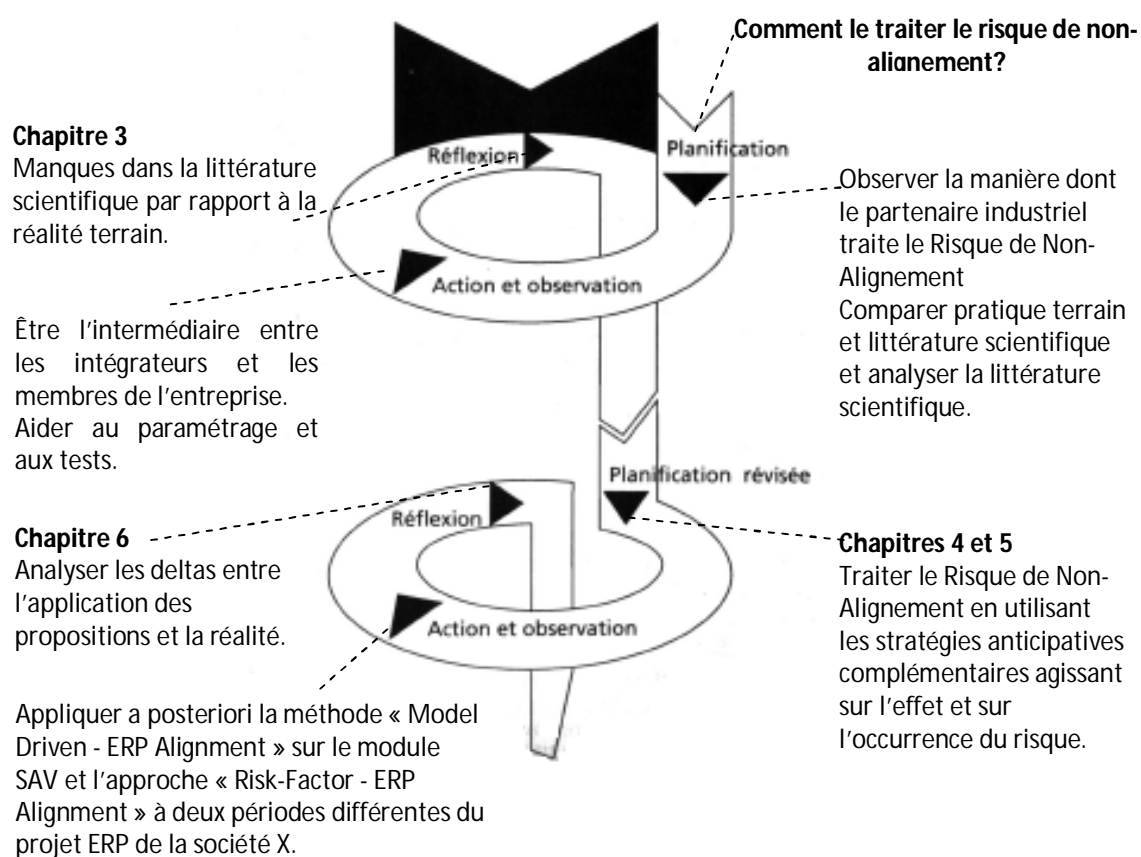 Comment le traiter le risque de non-
alignement?
Chapitre 3
Manques dans la littérature
scientifique par rapport à la
réalité terrain.
Réflexion
Planification
Observer la manière dont
le partenaire industriel
traite le Risque de Non-
Alignement
Comparer pratique terrain
et littérature scientifique
et analyser la littérature
scientifique.
Action et observation
Être l'intermédiaire entre
les intégrateurs et les
membres de l'entreprise.
Aider au paramétrage et
aux tests.
Planification révisée
Réflexion
Chapitre 6
Analyser les deltas entre
l'application des
propositions et la réalité.
Chapitres 4 et 5
Traiter le Risque de Non-
Alignement en utilisant
les stratégies anticipatives
complémentaires agissant
sur l'effet et sur
l'occurrence du risque.
Action et observation
Appliquer a posteriori la méthode « Model
Driven - ERP Alignment » sur le module
SAV et l'approche « Risk-Factor - ERP
Alignment » à deux périodes différentes du
projet ERP de la société X.